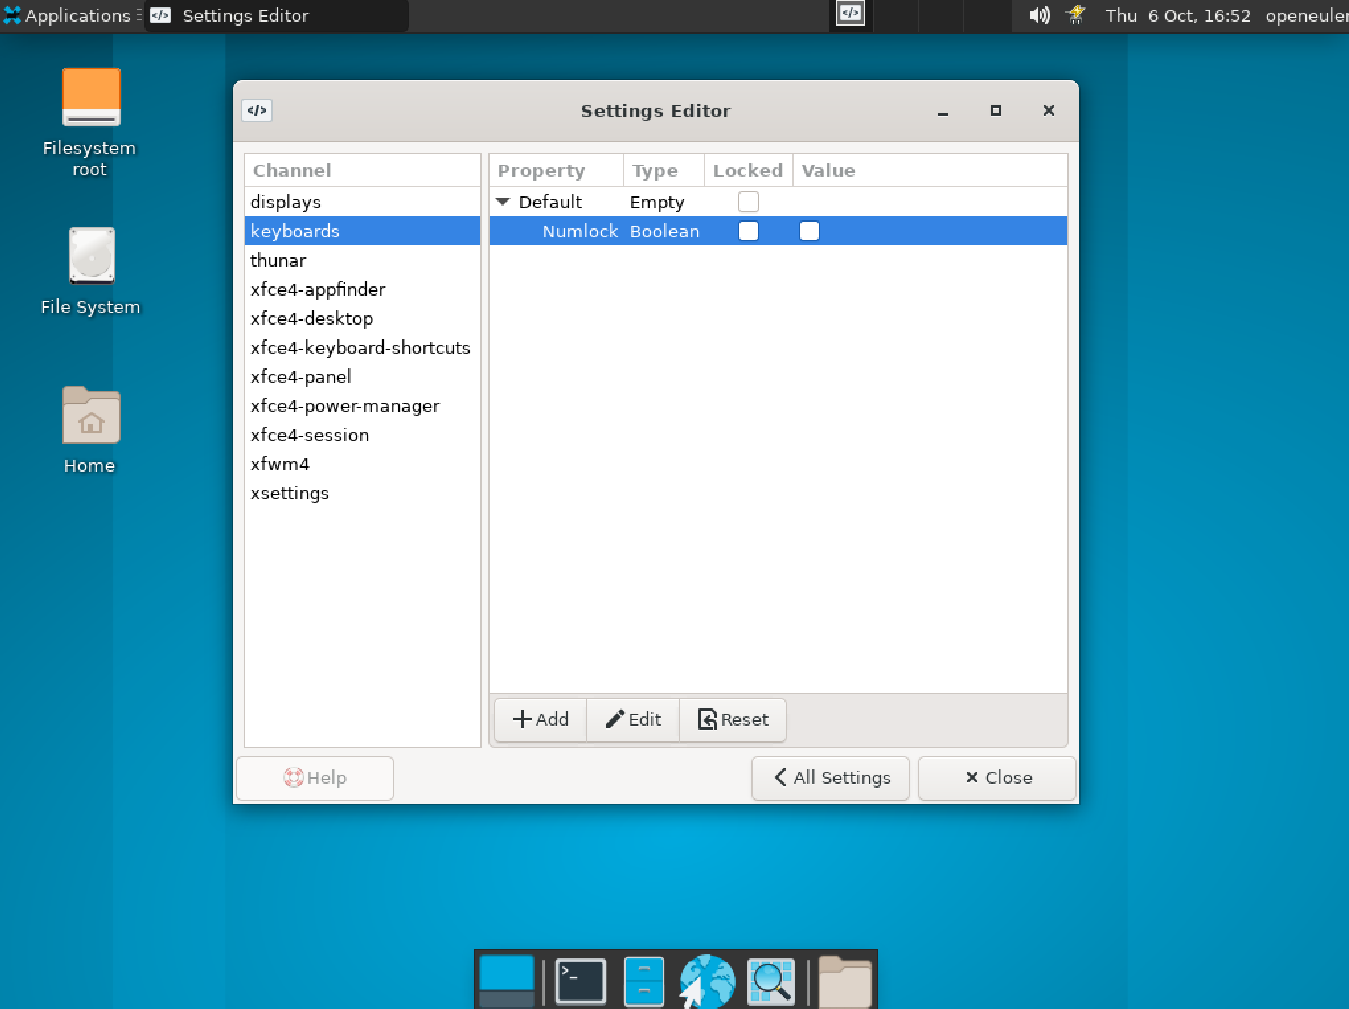 Applications
Settings Editor
Thu 6 Oct, 16:52
openeuler
Filesystem
root
File System
Home
Settings Editor
Channel
displays
keyboards
thunar
xfce4-appfinder
xfce4-desktop
xfce4-keyboard-shortcuts
xfce4-panel
xfce4-power-manager
xfce4-session
xfwm4
xsettings
Property Type Locked Value
Default Empty
Numlock Boolean
Add Edit Reset
Help
All Settings
Close